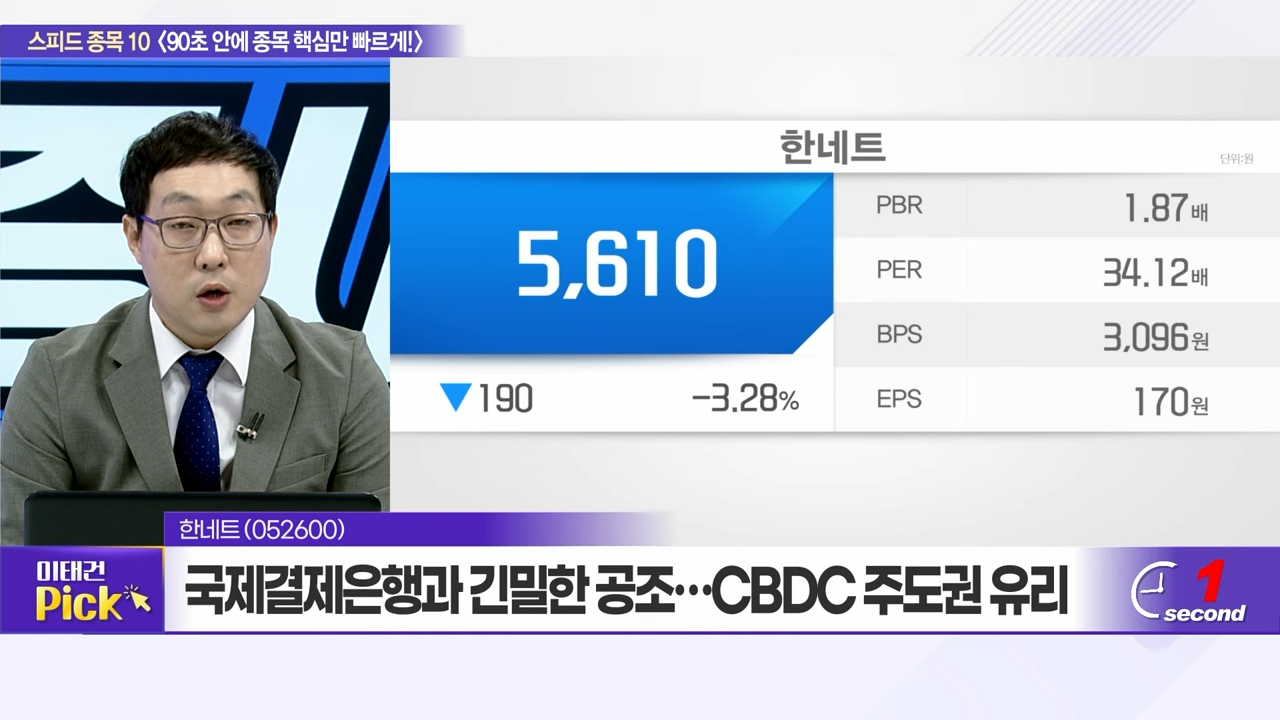 스피드 종목 10 〈90초 안에 종목 핵심만 빠르게!〉
한네트
단위:원
5,610
▼190 -3.28%
PBR 1.87배
PER 34.12배
BPS 3,096원
EPS 170원
한네트(052600)
이태건
Pick
국제결제은행과 긴밀한 공조…CBDC 주도권 유리
1
second